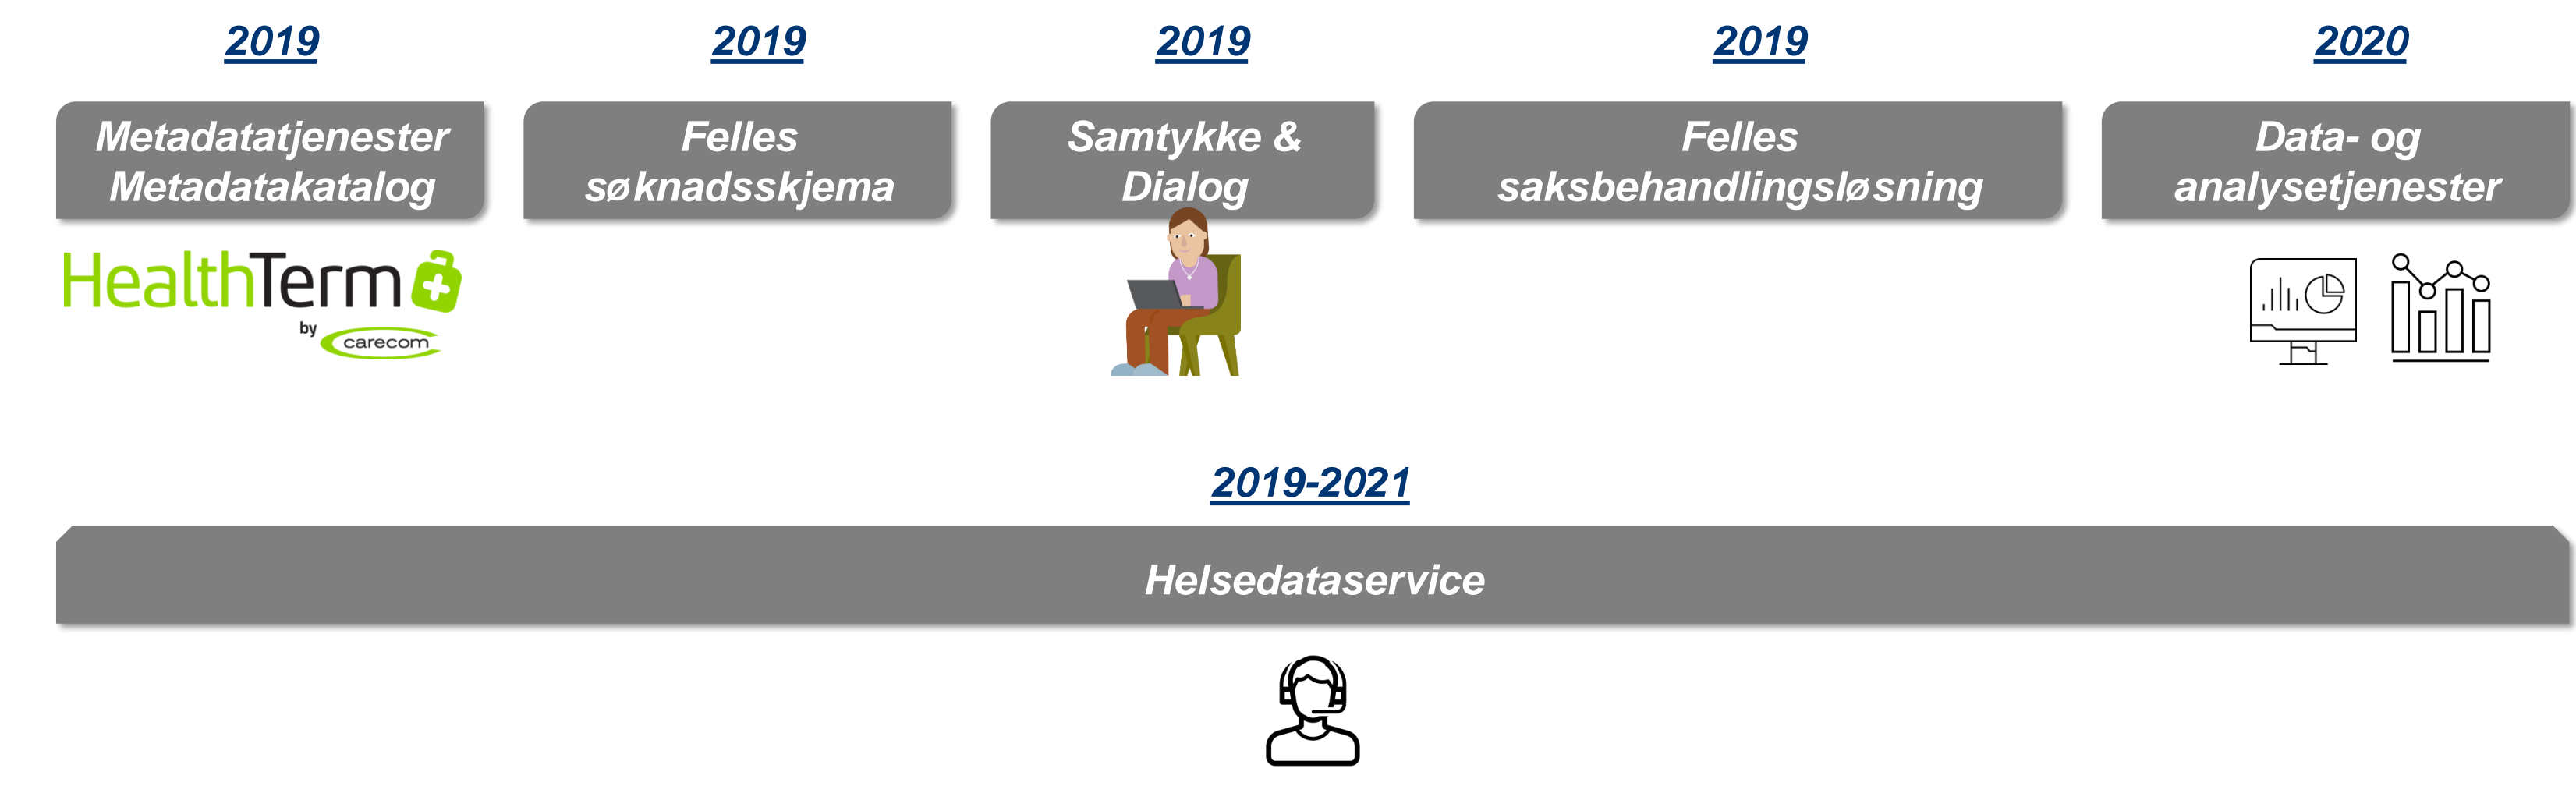 2019
2019
2019
2019
2020
Metadatatjenester
Metadatakatalog
Felles
søknadsskjema
Samtykke &
Dialog
Felles
saksbehandlingsløsning
Data- og
analysetjenester
HealthTerm
by carecom
2019-2021
Helsedataservice